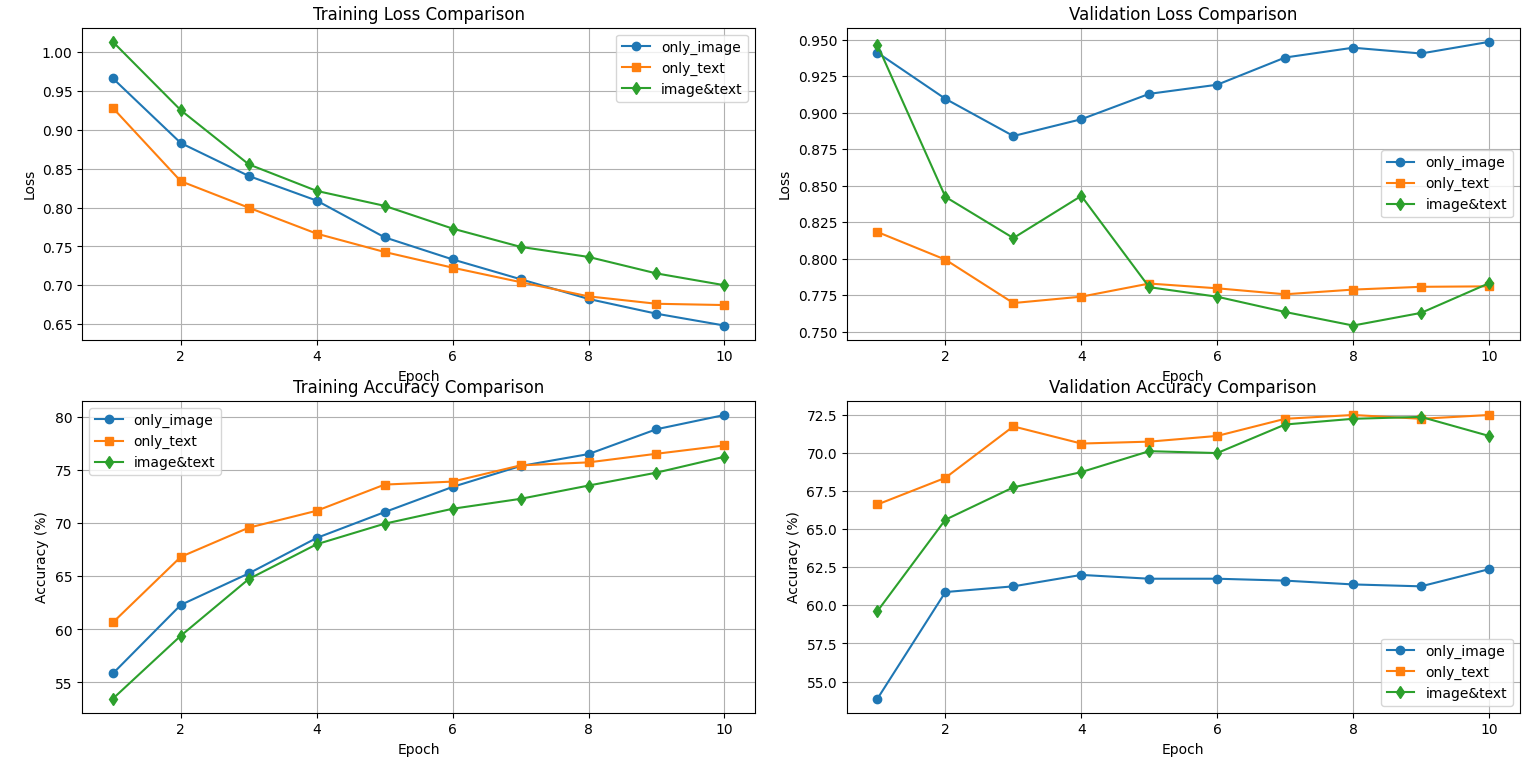 Training Loss Comparison
1.00
0.95
0.90
0.85
0.80
0.75
0.70
0.65
Loss
only_image
only_text
image&text
2 4 6 8 10
Epoch
Validation Loss Comparison
0.950
0.925
0.900
0.875
0.850
0.825
0.800
0.775
0.750
Loss
only_image
only_text
image&text
2 4 6 8 10
Epoch
Training Accuracy Comparison
80
75
70
65
60
55
Accuracy (%)
only_image
only_text
image&text
2 4 6 8 10
Epoch
Validation Accuracy Comparison
72.5
70.0
67.5
65.0
62.5
60.0
57.5
55.0
Accuracy (%)
only_image
only_text
image&text
2 4 6 8 10
Epoch